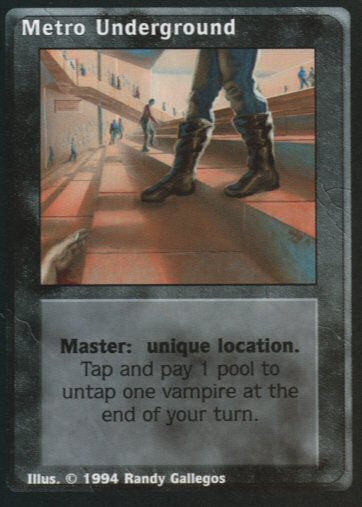 Metro Underground
Master: unique location.
Tap and pay 1 pool to
untap one vampire at the
end of your turn.
Illus. © 1994 Randy Gallegos